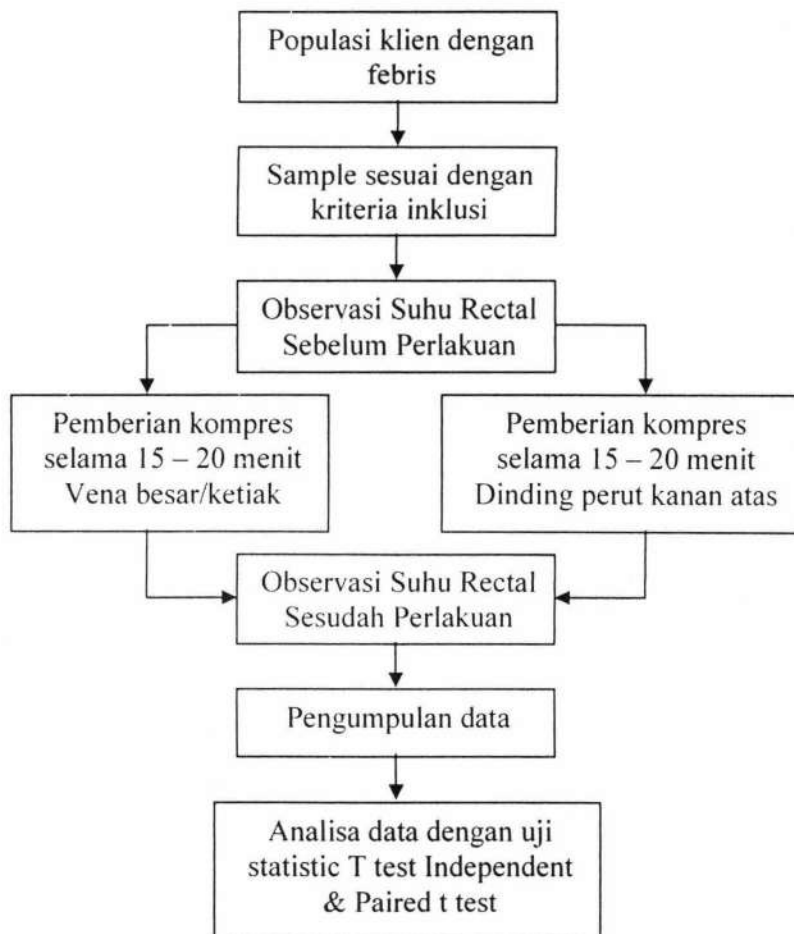 Populasi klien dengan
febris
Sample sesuai dengan
kriteria inklusi
Observasi Suhu Rectal
Sebelum Perlakuan
Pemberian kompres
selama 15 – 20 menit
Vena besar/ketiak
Pemberian kompres
selama 15 – 20 menit
Dinding perut kanan atas
Observasi Suhu Rectal
Sesudah Perlakuan
Pengumpulan data
Analisa data dengan uji
statistic T test Independent
& Paired t test